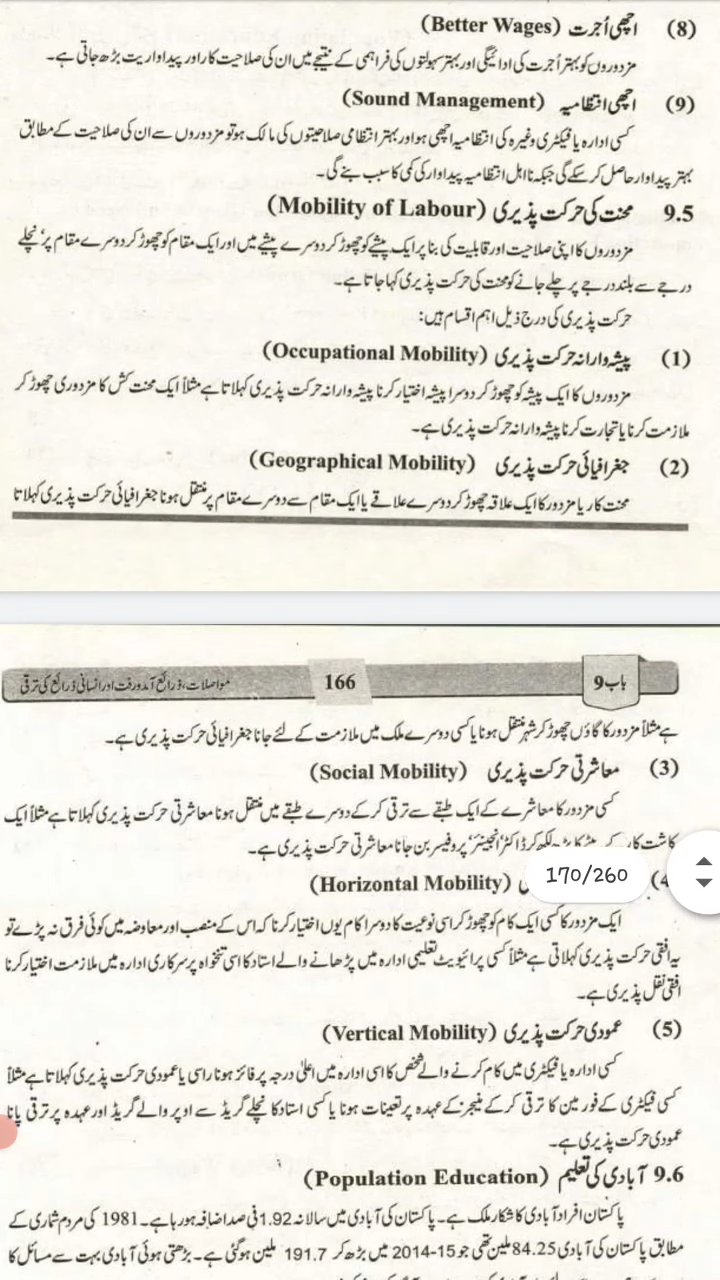 (8) اچھی اُجرت (Better Wages)
مزدوروں کو بہتر اُجرت کی ادائیگی اور بہتر سہولتوں کی فراہمی کے نتیجے میں ان کی صلاحیت کار اور پیداواریت بڑھ جاتی ہے۔
(9) اچھی انتظامیہ (Sound Management)
کسی ادارہ یا فیکٹری وغیرہ کی انتظامیہ اچھی ہو اور بہتر انتظامی صلاحیتوں کی مالک ہو تو مزدوروں سے ان کی صلاحیت کے مطابق
بہتر پیداوار حاصل کر سکے گی جبکہ نااہل انتظامیہ پیداوار کی کمی کا سبب بنے گی۔
9.5 محنت کی حرکت پذیری (Mobility of Labour)
مزدوروں کا اپنی صلاحیت اور قابلیت کی بنا پر ایک پیشے کو چھوڑ کر دوسرے پیشے میں اور ایک مقام کو چھوڑ کر دوسرے مقام پر، نچلے
درجے سے بلند درجے پر چلے جانے کو محنت کی حرکت پذیری کہا جاتا ہے۔
حرکت پذیری کی درج ذیل اہم اقسام ہیں:
(1) پیشہ وارانہ حرکت پذیری (Occupational Mobility)
مزدوروں کا ایک پیشہ کو چھوڑ کر دوسرا پیشہ اختیار کرنا پیشہ وارانہ حرکت پذیری کہلاتا ہے مثلاً ایک محنت کش کا مزدوری چھوڑ کر
ملازمت کرنا یا تجارت کرنا پیشہ وارانہ حرکت پذیری ہے۔
(2) جغرافیائی حرکت پذیری (Geographical Mobility)
محنت کار یا مزدور کا ایک علاقہ چھوڑ کر دوسرے علاقے یا ایک مقام سے دوسرے مقام پر منتقل ہونا جغرافیائی حرکت پذیری کہلاتا
باب 9 166 مواصلات، ذرائع آمدورفت اور انسانی ذرائع کی ترقی
ہے مثلاً مزدور کا گاؤں چھوڑ کر شہر منتقل ہونا یا کسی دوسرے ملک میں ملازمت کے لئے جانا جغرافیائی حرکت پذیری ہے۔
(3) معاشرتی حرکت پذیری (Social Mobility)
کسی مزدور کا معاشرے کے ایک طبقے سے ترقی کر کے دوسرے طبقے میں منتقل ہونا معاشرتی حرکت پذیری کہلاتا ہے مثلاً ایک
کاشت کار کے لکھ کر ڈاکٹر، انجینئر، پروفیسر بن جانا معاشرتی حرکت پذیری ہے۔
(4 (Horizontal Mobility)
170/260
ایک مزدور کا کسی ایک کام کو چھوڑ کر اسی نوعیت کا دوسرا کام یوں اختیار کرنا کہ اس کے منصب اور معاوضہ میں کوئی فرق نہ پڑے تو
یہ افقی حرکت پذیری کہلاتی ہے مثلاً کسی پرائیویٹ تعلیمی ادارہ میں پڑھانے والے استاد کا اسی تنخواہ پر سرکاری ادارہ میں ملازمت اختیار کرنا
افقی نقل پذیری ہے۔
(5) عمودی حرکت پذیری (Vertical Mobility)
کسی ادارہ یا فیکٹری میں کام کرنے والے شخص کا اسی ادارہ میں اعلیٰ درجہ پر فائز ہونا راسی یا عمودی حرکت پذیری کہلاتا ہے مثلاً
کسی فیکٹری کے فورمین کا ترقی کر کے منیجر کے عہدہ پر تعینات ہونا یا کسی استاد کا نچلے گریڈ سے اوپر والے گریڈ اور عہدہ پر ترقی پانا
عمودی حرکت پذیری ہے۔
9.6 آبادی کی تعلیم (Population Education)
پاکستان افراد آبادی کا شکار ملک ہے۔ پاکستان کی آبادی میں سالانہ 1.92 فی صد اضافہ ہو رہا ہے۔ 1981 کی مردم شماری کے
مطابق پاکستان کی آبادی 84.25 ملین تھی جو 15-2014 میں بڑھ کر 191.7 ملین ہو گئی ہے۔ بڑھتی ہوئی آبادی بہت سے مسائل کا